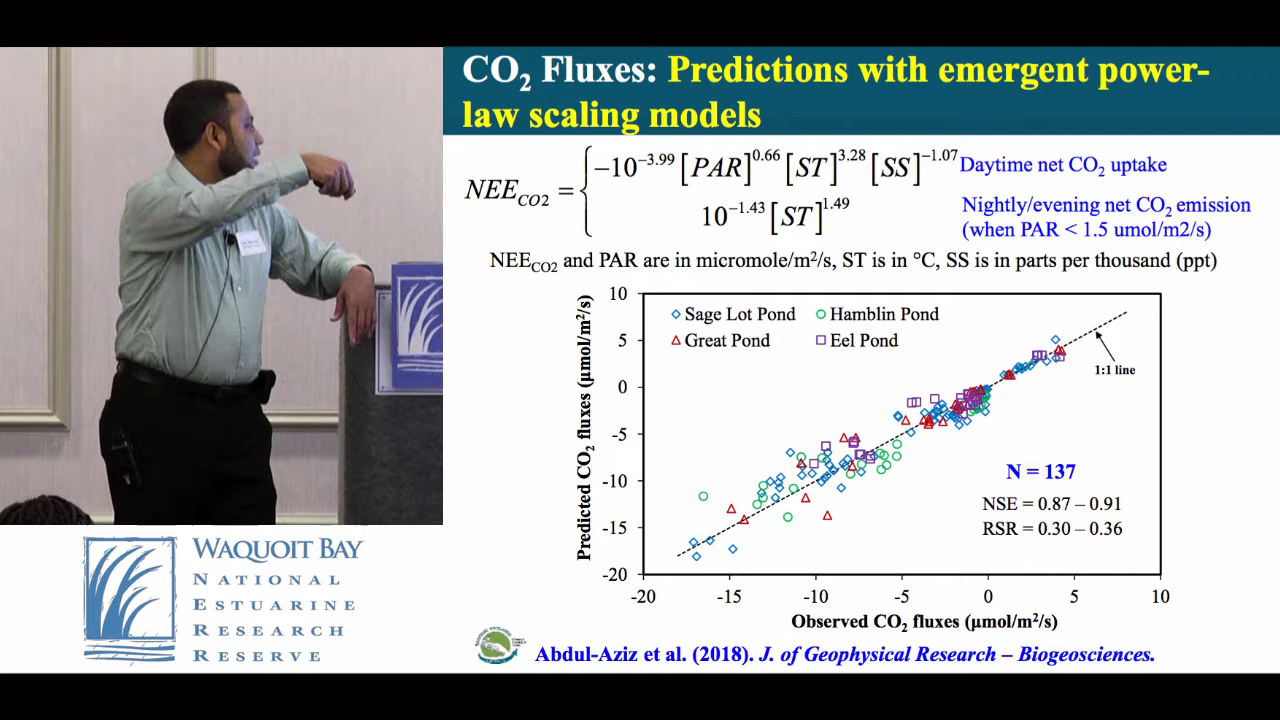 CO₂ Fluxes: Predictions with emergent power-
law scaling models
NEE_CO2 = { −10^−3.99 [PAR]^0.66 [ST]^3.28 [SS]^−1.07 Daytime net CO₂ uptake
10^−1.43 [ST]^1.49 Nightly/evening net CO₂ emission
(when PAR < 1.5 umol/m2/s)
NEE_CO2 and PAR are in micromole/m²/s, ST is in °C, SS is in parts per thousand (ppt)
Predicted CO₂ fluxes (μmol/m²/s)
10
5
0
-5
-10
-15
-20
Sage Lot Pond Hamblin Pond
Great Pond Eel Pond
1:1 line
N = 137
NSE = 0.87 – 0.91
RSR = 0.30 – 0.36
-20 -15 -10 -5 0 5 10
Observed CO₂ fluxes (μmol/m²/s)
Abdul-Aziz et al. (2018). J. of Geophysical Research – Biogeosciences.
WAQUOIT BAY
NATIONAL
ESTUARINE
RESEARCH
RESERVE